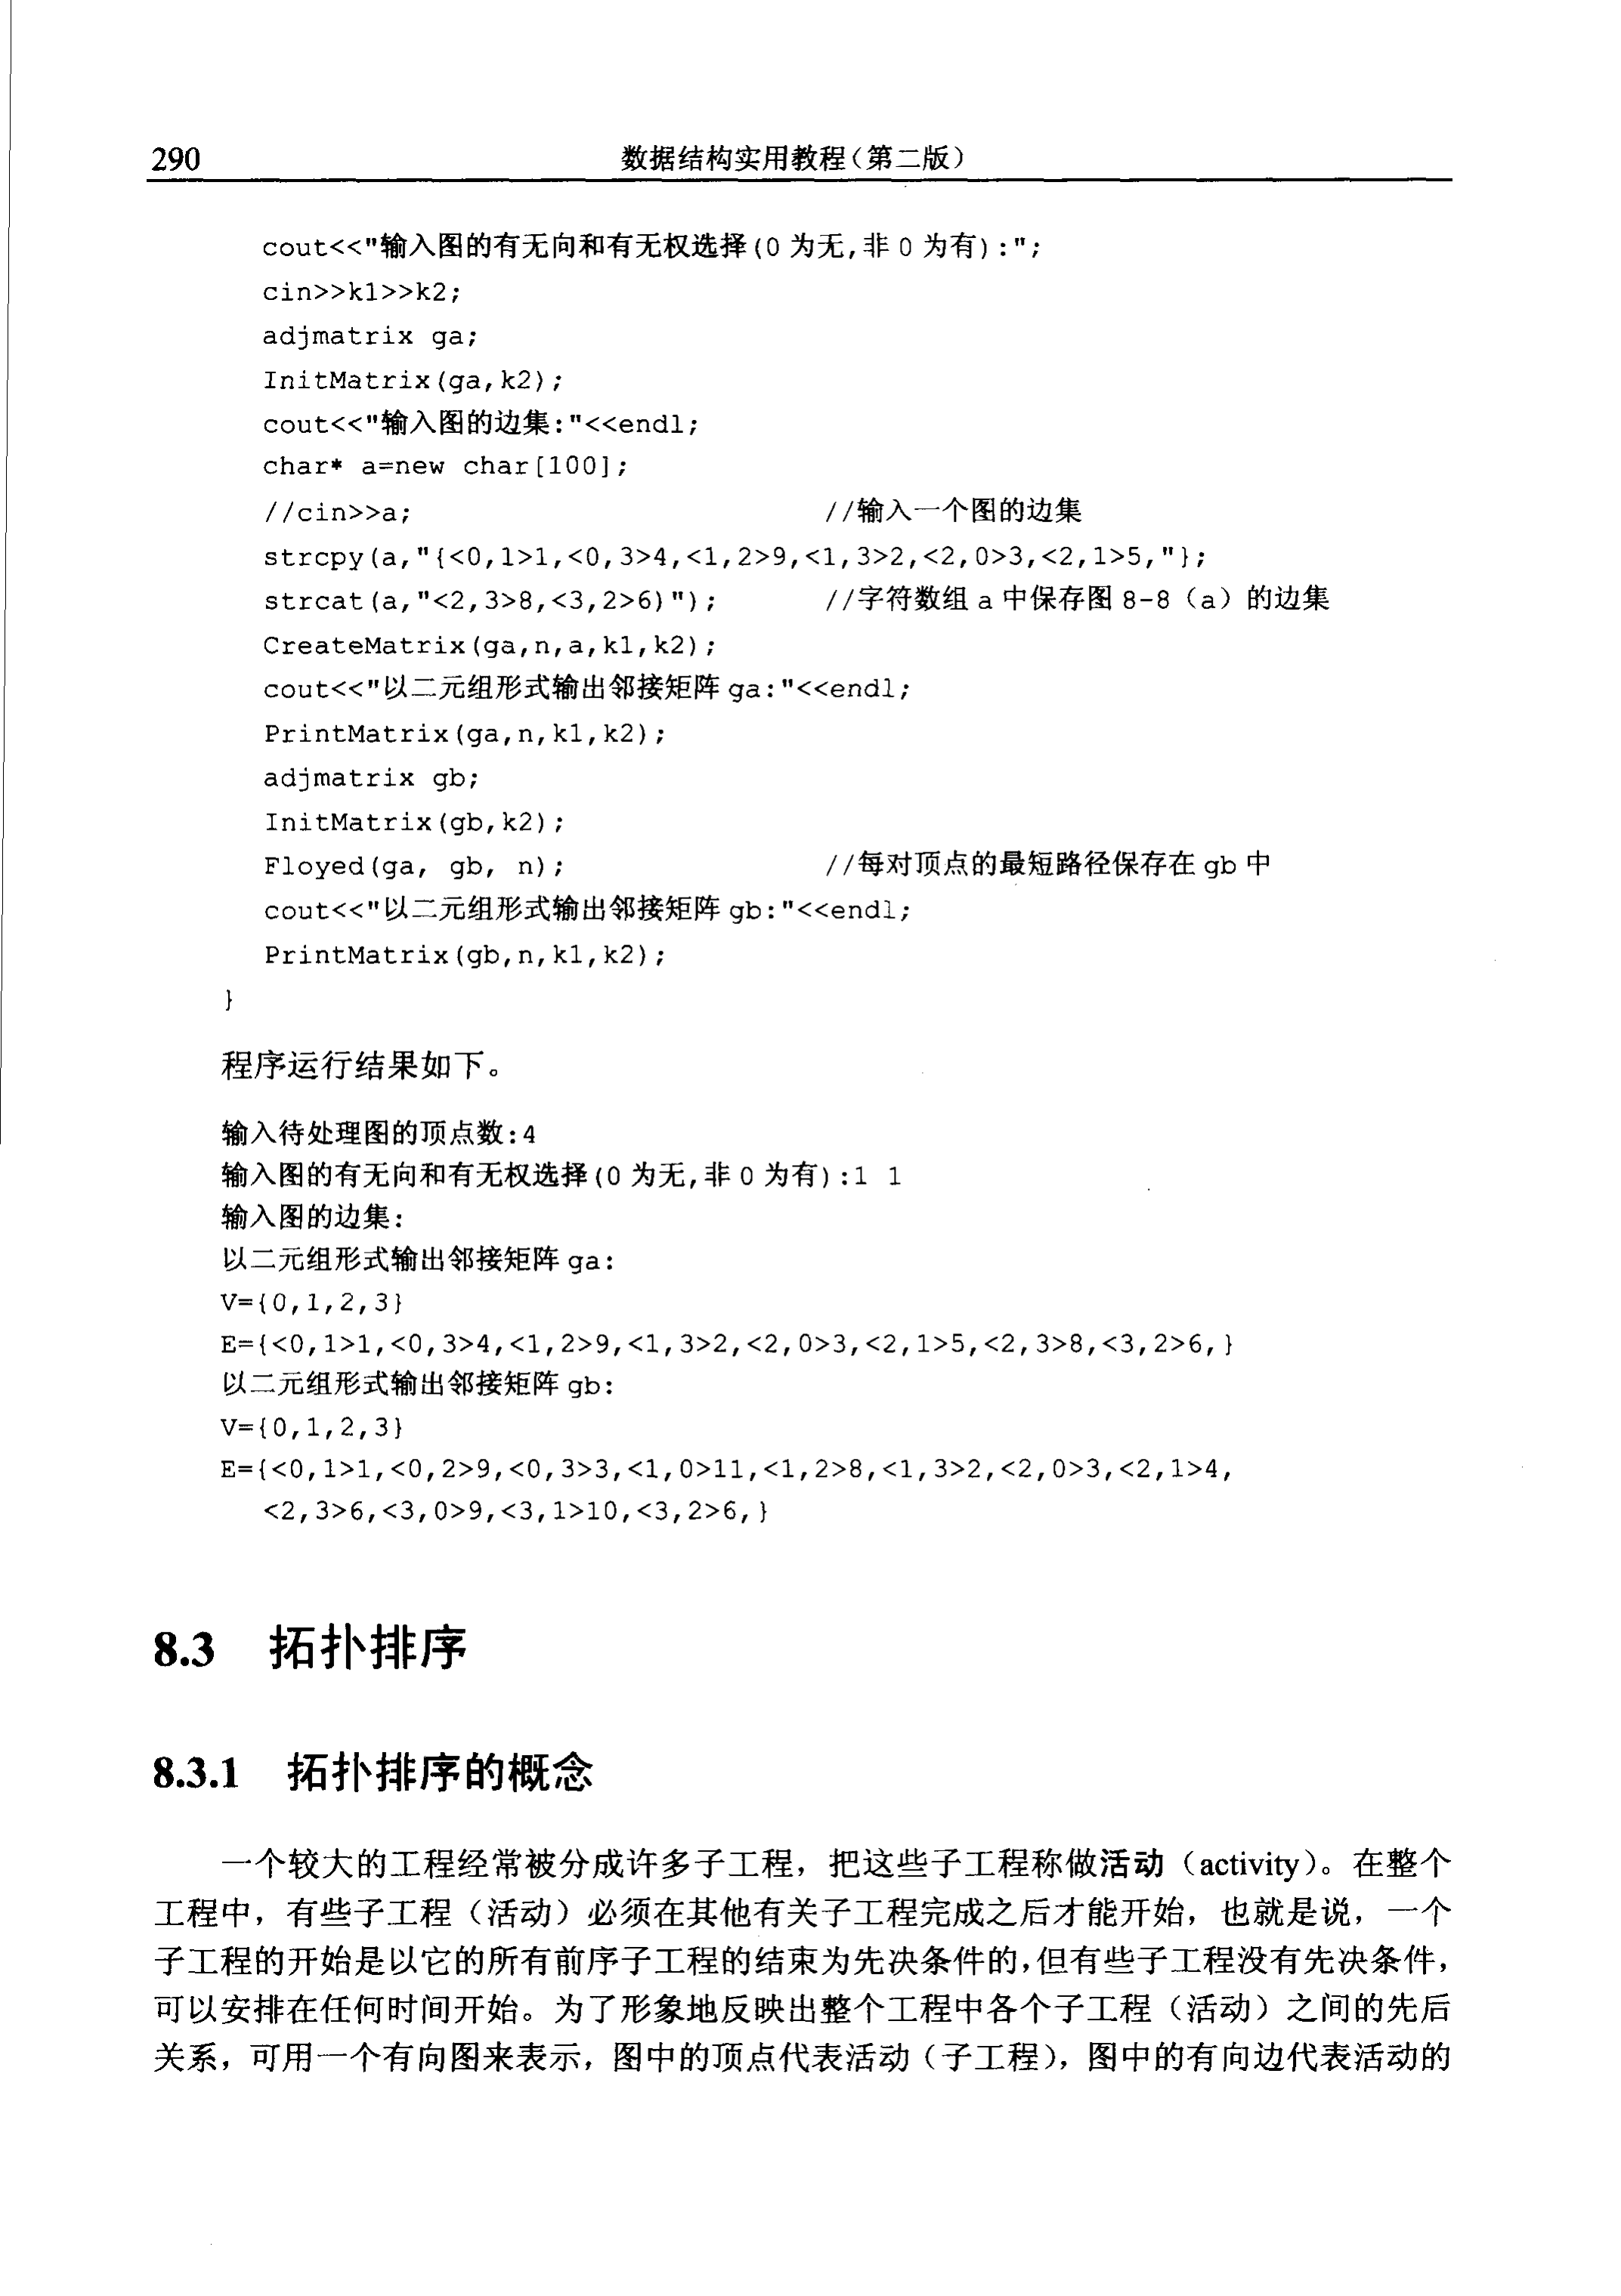 290 数据结构实用教程(第二版)
cout<<"输入图的有无向和有无权选择(0 为无,非 0 为有):";
cin>>k1>>k2;
adjmatrix ga;
InitMatrix(ga,k2);
cout<<"输入图的边集:"<<endl;
char* a=new char[100];
//cin>>a; //输入一个图的边集
strcpy(a,"{<0,1>1,<0,3>4,<1,2>9,<1,3>2,<2,0>3,<2,1>5,"};
strcat(a,"<2,3>8,<3,2>6)"); //字符数组 a 中保存图 8-8（a）的边集
CreateMatrix(ga,n,a,k1,k2);
cout<<"以二元组形式输出邻接矩阵 ga:"<<endl;
PrintMatrix(ga,n,k1,k2);
adjmatrix gb;
InitMatrix(gb,k2);
Floyed(ga, gb, n); //每对顶点的最短路径保存在 gb 中
cout<<"以二元组形式输出邻接矩阵 gb:"<<endl;
PrintMatrix(gb,n,k1,k2);
}
程序运行结果如下。
输入待处理图的顶点数:4
输入图的有无向和有无权选择(0 为无,非 0 为有):1 1
输入图的边集:
以二元组形式输出邻接矩阵 ga:
V={0,1,2,3}
E={<0,1>1,<0,3>4,<1,2>9,<1,3>2,<2,0>3,<2,1>5,<2,3>8,<3,2>6,}
以二元组形式输出邻接矩阵 gb:
V={0,1,2,3}
E={<0,1>1,<0,2>9,<0,3>3,<1,0>11,<1,2>8,<1,3>2,<2,0>3,<2,1>4,
<2,3>6,<3,0>9,<3,1>10,<3,2>6,}
8.3 拓扑排序
8.3.1 拓扑排序的概念
一个较大的工程经常被分成许多子工程，把这些子工程称做活动（activity）。在整个
工程中，有些子工程（活动）必须在其他有关子工程完成之后才能开始，也就是说，一个
子工程的开始是以它的所有前序子工程的结束为先决条件的，但有些子工程没有先决条件，
可以安排在任何时间开始。为了形象地反映出整个工程中各个子工程（活动）之间的先后
关系，可用一个有向图来表示，图中的顶点代表活动（子工程），图中的有向边代表活动的